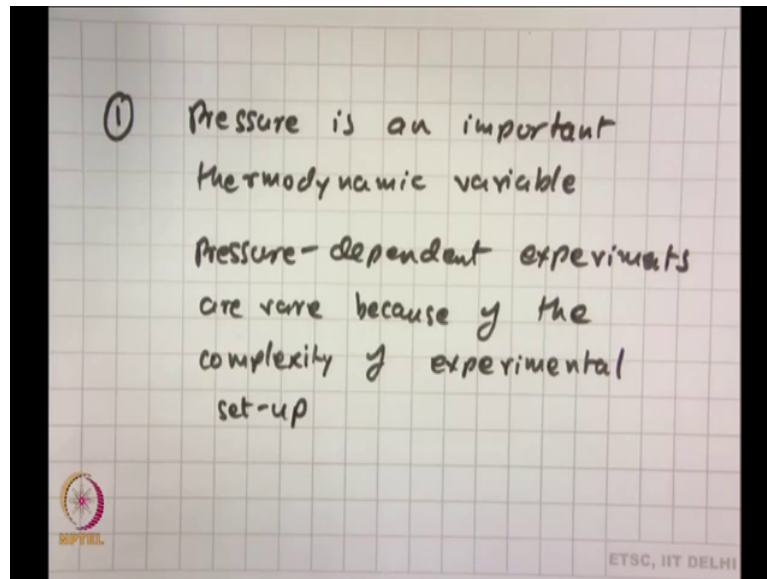 ① Pressure is an important
thermodynamic variable
Pressure-dependent experiments
are rare because of the
complexity of experimental
set-up
NPTEL
ETSC, IIT DELHI